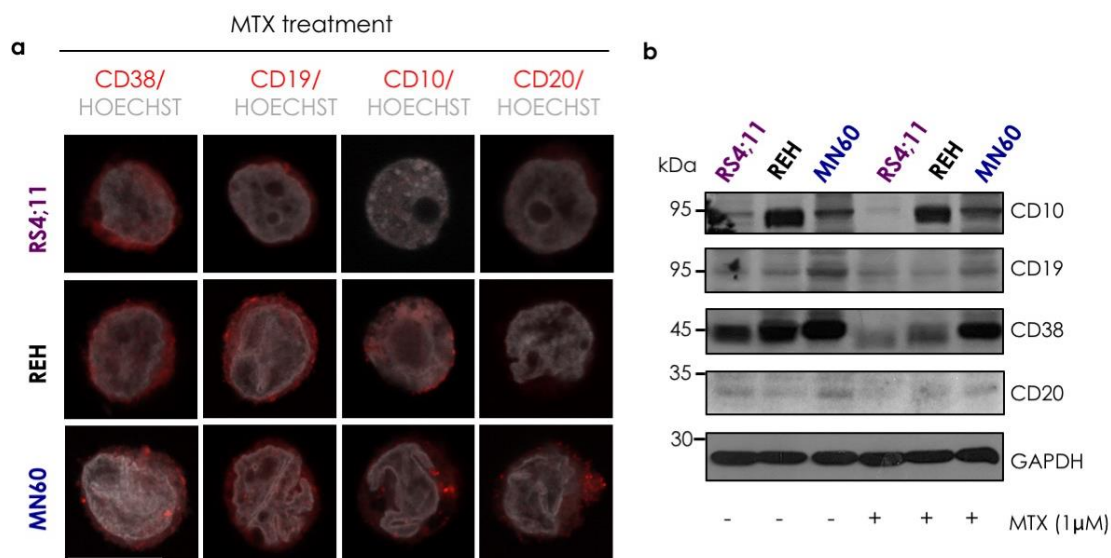 MTX treatment
a
CD38/ CD19/ CD10/ CD20/
HOECHST HOECHST HOECHST HOECHST
RS4;11
REH
MN60
b
kDa RS4;11 REH MN60 RS4;11 REH MN60
95 CD10
95 CD19
45 CD38
35
CD20
30
GAPDH
- - - + + + MTX (1µM)